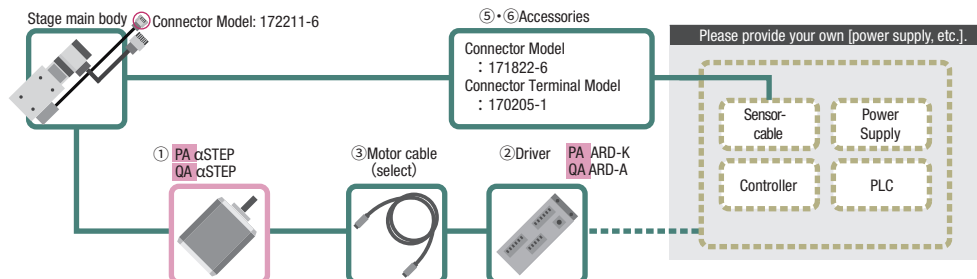 Stage main body
Connector Model: 172211-6
⑤・⑥Accessories
Connector Model
: 171822-6
Connector Terminal Model
: 170205-1
Please provide your own [power supply, etc.].
Sensor-
cable
Power
Supply
Controller
PLC
① PA αSTEP
QA αSTEP
③Motor cable
(select)
②Driver
PA ARD-K
QA ARD-A